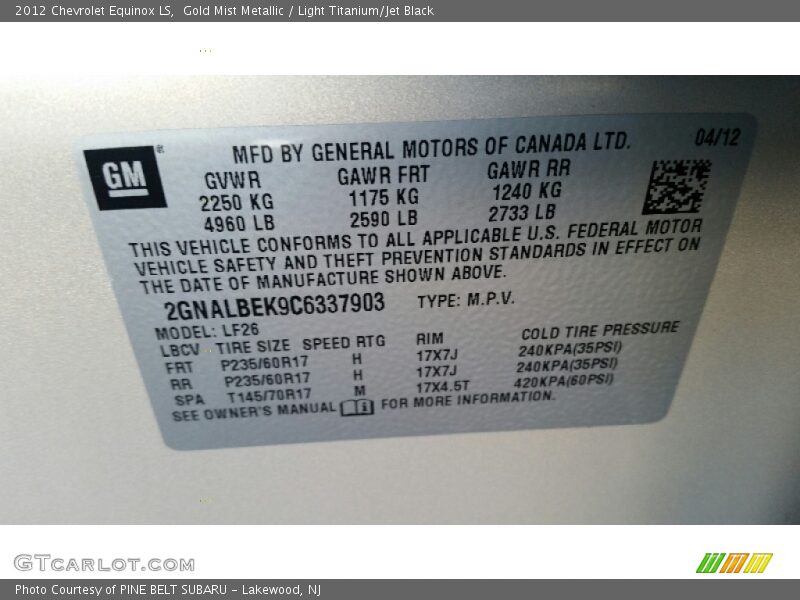 2012 Chevrolet Equinox LS,  Gold Mist Metallic / Light Titanium/Jet Black
GM
MFD BY GENERAL MOTORS OF CANADA LTD. 04/12
GVWR GAWR FRT GAWR RR
2250 KG 1175 KG 1240 KG
4960 LB 2590 LB 2733 LB
THIS VEHICLE CONFORMS TO ALL APPLICABLE U.S. FEDERAL MOTOR
VEHICLE SAFETY AND THEFT PREVENTION STANDARDS IN EFFECT ON
THE DATE OF MANUFACTURE SHOWN ABOVE.
2GNALBEK9C6337903 TYPE: M.P.V.
MODEL: LF26
LBCV TIRE SIZE SPEED RTG RIM COLD TIRE PRESSURE
FRT P235/60R17 H 17X7J 240KPA(35PSI)
RR P235/60R17 H 17X7J 240KPA(35PSI)
SPA T145/70R17 M 17X4.5T 420KPA(60PSI)
SEE OWNER'S MANUAL FOR MORE INFORMATION.
GTCARLOT.COM
Photo Courtesy of PINE BELT SUBARU - Lakewood, NJ